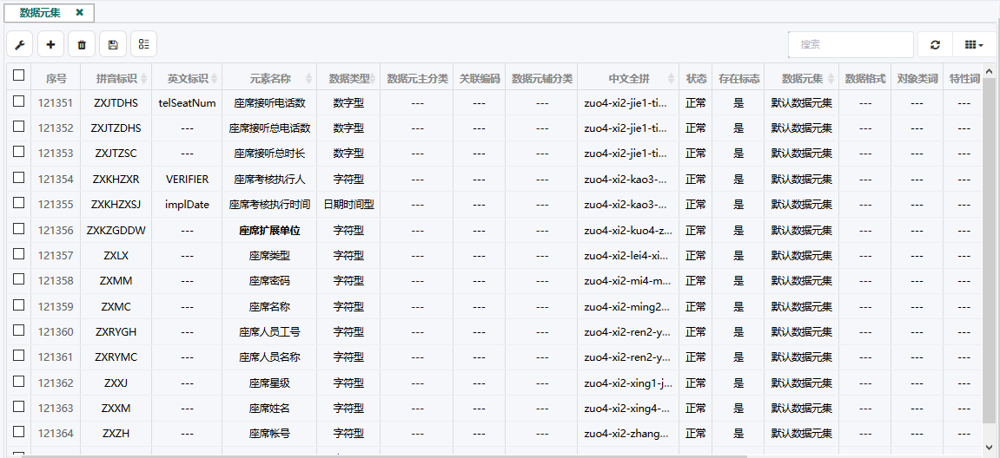 数据元集 ×
搜索
序号 拼音标识 英文标识 元素名称 数据类型 数据元主分类 关联编码 数据元辅分类 中文全拼 状态 存在标志 数据元集 数据格式 对象类词 特性词
121351 ZXJTDHS telSeatNum 座席接听电话数 数字型 --- --- --- zuo4-xi2-jie1-ti... 正常 是 默认数据元集 --- --- ---
121352 ZXJTZDHS --- 座席接听总电话数 数字型 --- --- --- zuo4-xi2-jie1-ti... 正常 是 默认数据元集 --- --- ---
121353 ZXJTZSC --- 座席接听总时长 数字型 --- --- --- zuo4-xi2-jie1-ti... 正常 是 默认数据元集 --- --- ---
121354 ZXKHZXR VERIFIER 座席考核执行人 字符型 --- --- --- zuo4-xi2-kao3-... 正常 是 默认数据元集 --- --- ---
121355 ZXKHZXSJ implDate 座席考核执行时间 日期时间型 --- --- --- zuo4-xi2-kao3-... 正常 是 默认数据元集 --- --- ---
121356 ZXKZGDDW --- 座席扩展单位 字符型 --- --- --- zuo4-xi2-kuo4-z... 正常 是 默认数据元集 --- --- ---
121357 ZXLX --- 座席类型 字符型 --- --- --- zuo4-xi2-lei4-xi... 正常 是 默认数据元集 --- --- ---
121358 ZXMM --- 座席密码 字符型 --- --- --- zuo4-xi2-mi4-m... 正常 是 默认数据元集 --- --- ---
121359 ZXMC --- 座席名称 字符型 --- --- --- zuo4-xi2-ming2... 正常 是 默认数据元集 --- --- ---
121360 ZXRYGH --- 座席人员工号 字符型 --- --- --- zuo4-xi2-ren2-y... 正常 是 默认数据元集 --- --- ---
121361 ZXRYMC --- 座席人员名称 字符型 --- --- --- zuo4-xi2-ren2-y... 正常 是 默认数据元集 --- --- ---
121362 ZXXJ --- 座席星级 字符型 --- --- --- zuo4-xi2-xing1-j... 正常 是 默认数据元集 --- --- ---
121363 ZXXM --- 座席姓名 字符型 --- --- --- zuo4-xi2-xing4-... 正常 是 默认数据元集 --- --- ---
121364 ZXZH --- 座席帐号 字符型 --- --- --- zuo4-xi2-zhang... 正常 是 默认数据元集 --- --- ---